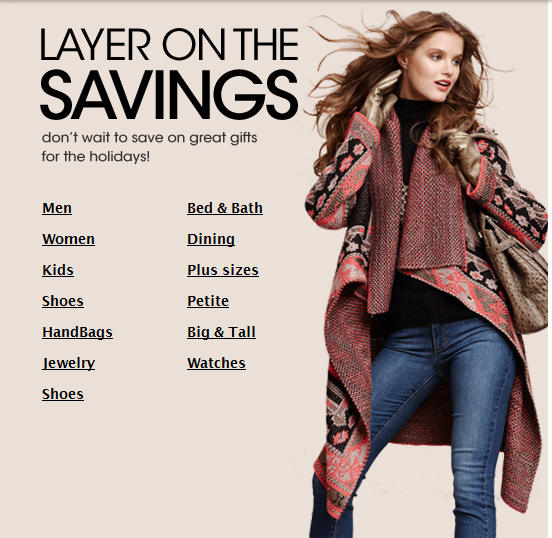 LAYER ON THE
SAVINGS
don't wait to save on great gifts
for the holidays!
Men
Women
Kids
Shoes
HandBags
Jewelry
Shoes
Bed & Bath
Dining
Plus sizes
Petite
Big & Tall
Watches